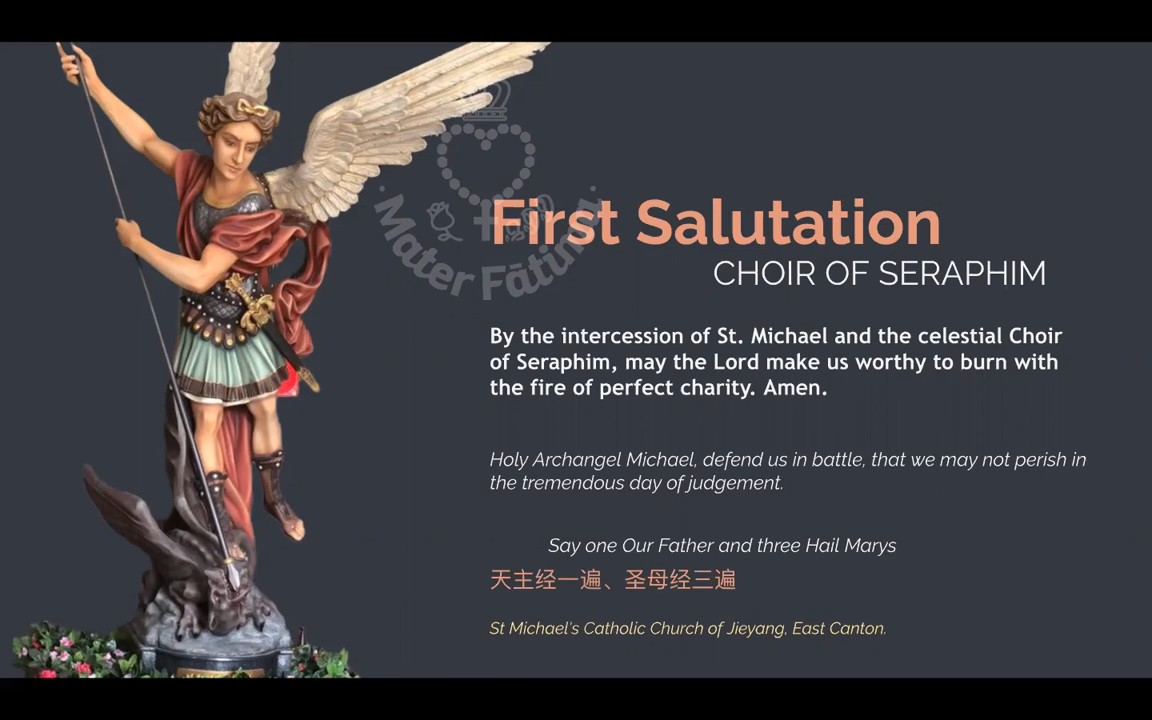 · Mater Fātima ·
First Salutation
CHOIR OF SERAPHIM
By the intercession of St. Michael and the celestial Choir
of Seraphim, may the Lord make us worthy to burn with
the fire of perfect charity. Amen.
Holy Archangel Michael, defend us in battle, that we may not perish in
the tremendous day of judgement.
Say one Our Father and three Hail Marys
天主经一遍、圣母经三遍
St Michael's Catholic Church of Jieyang, East Canton.